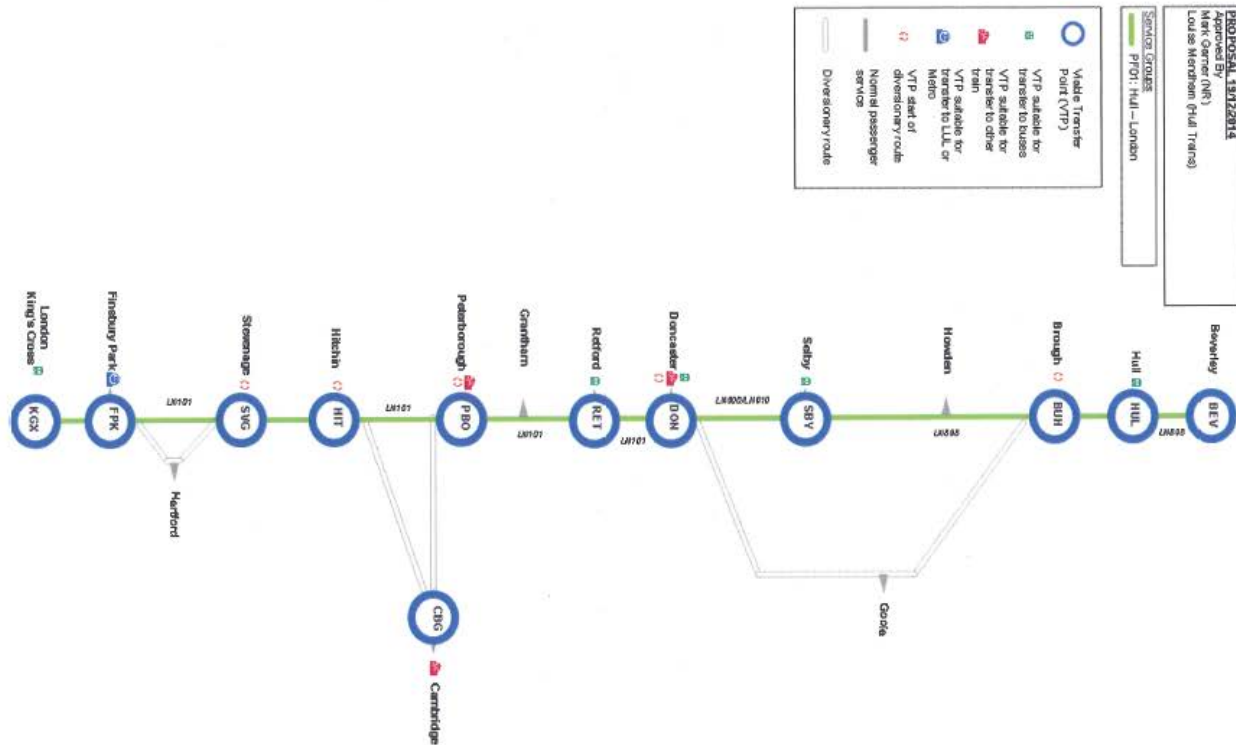 PROPOSAL 19/12/2014
Approved By
Mark Garner (NR)
Louise Mendham (Hull Trains)
Service Groups
PF01: Hull – London
Viable Transfer
Point (VTP)
VTP suitable for
transfer to buses
VTP suitable for
transfer to other
train
VTP suitable for
transfer to LUL or
Metro
VTP start of
diversionary route
Normal passenger
service
Diversionary route
Beverley
BEV
Hull
HUL
Brough
BUH
Howden
Goole
Selby
SBY
Doncaster
DON
LN101
Retford
RET
LN101
Grantham
Peterborough
PBO
LN101
Cambridge
CBG
Hitchin
HIT
Stevenage
SVG
LN101
Hertford
Finsbury Park
FPK
London
King's Cross
KGX